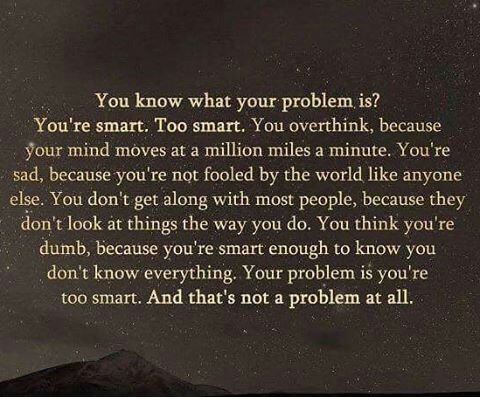 You know what your problem is?
You're smart. Too smart. You overthink, because
your mind moves at a million miles a minute. You're
sad, because you're not fooled by the world like anyone
else. You don't get along with most people, because they
don't look at things the way you do. You think you're
dumb, because you're smart enough to know you
don't know everything. Your problem is you're
too smart. And that's not a problem at all.